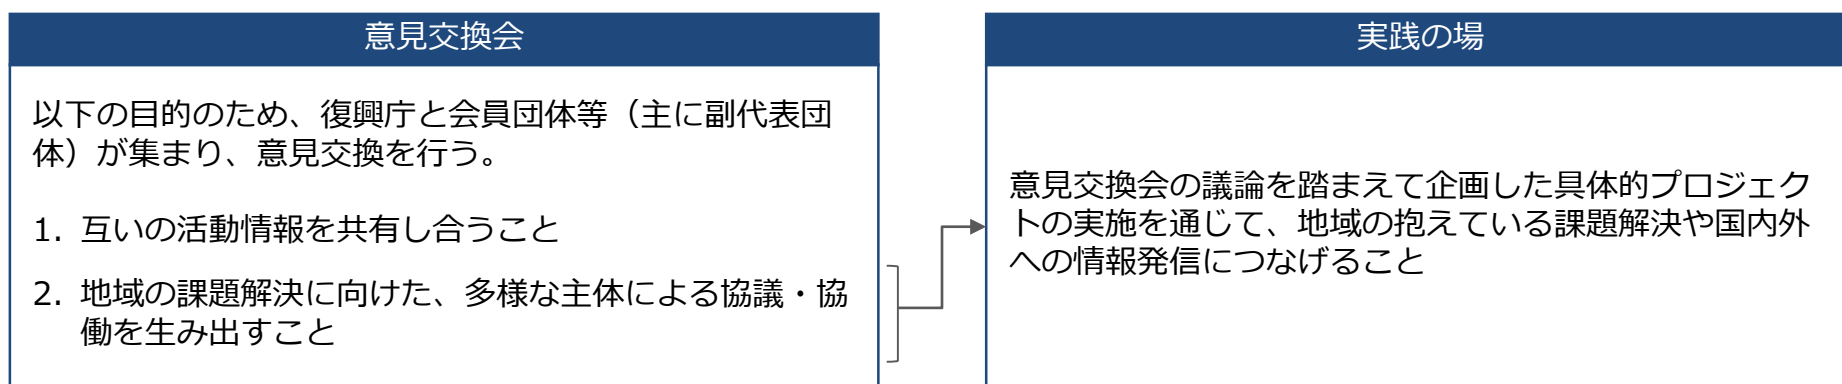 意見交換会
以下の目的のため、復興庁と会員団体等（主に副代表団
体）が集まり、意見交換を行う。
1. 互いの活動情報を共有し合うこと
2. 地域の課題解決に向けた、多様な主体による協議・協
働を生み出すこと
実践の場
意見交換会の議論を踏まえて企画した具体的プロジェク
トの実施を通じて、地域の抱えている課題解決や国内外
への情報発信につなげること